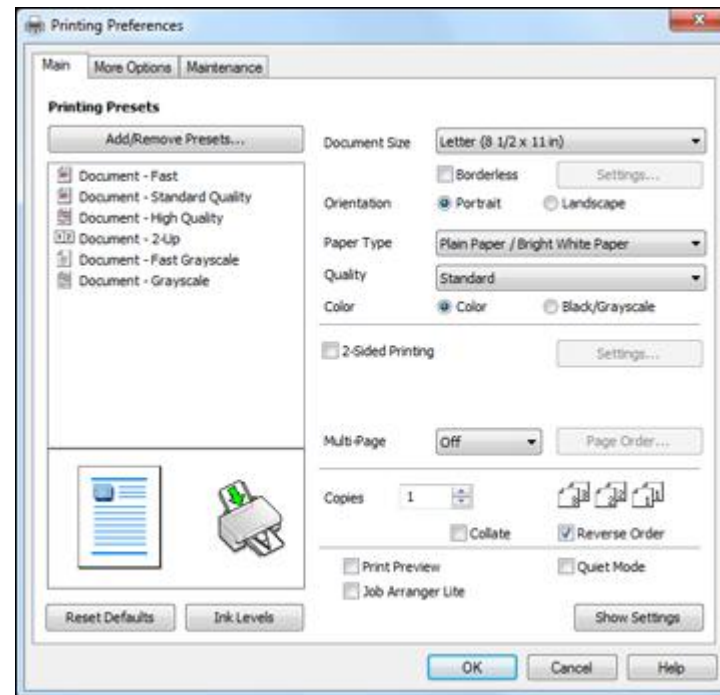 Printing Preferences
Main
More Options
Maintenance
Printing Presets
Add/Remove Presets...
Document - Fast
Document - Standard Quality
Document - High Quality
Document - 2-Up
Document - Fast Grayscale
Document - Grayscale
Reset Defaults
Ink Levels
Document Size
Letter (8 1/2 x 11 in)
Borderless
Settings...
Orientation
Portrait
Landscape
Paper Type
Plain Paper / Bright White Paper
Quality
Standard
Color
Color
Black/Grayscale
2-Sided Printing
Settings...
Multi-Page
Off
Page Order...
Copies
1
Collate
Reverse Order
Print Preview
Quiet Mode
Job Arranger Lite
Show Settings
OK
Cancel
Help